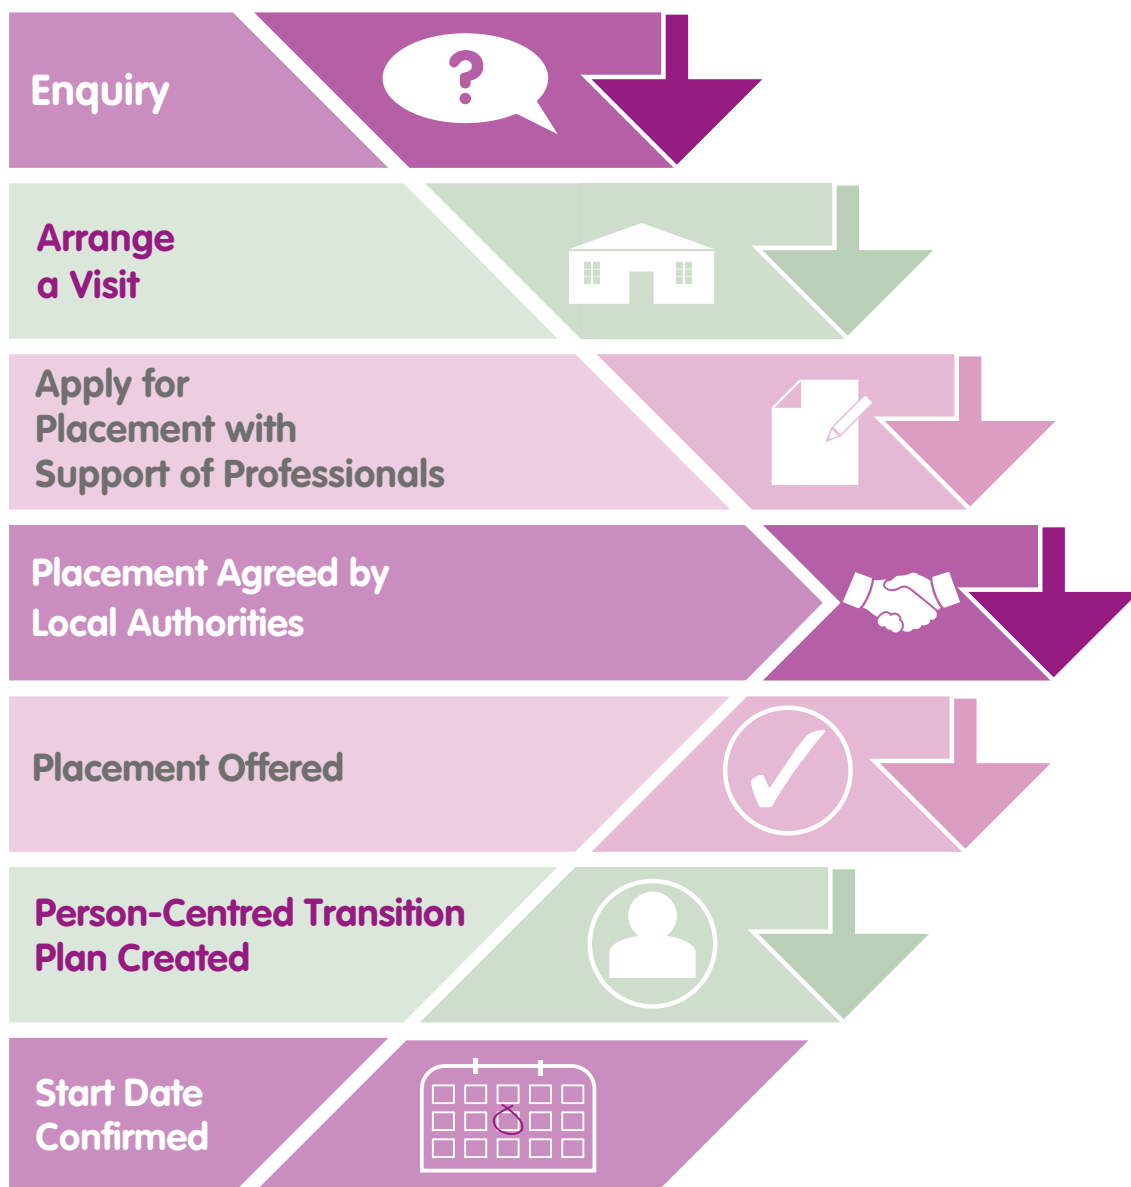 Enquiry
?
Arrange
a Visit
Apply for
Placement with
Support of Professionals
Placement Agreed by
Local Authorities
Placement Offered
Person-Centred Transition
Plan Created
Start Date
Confirmed